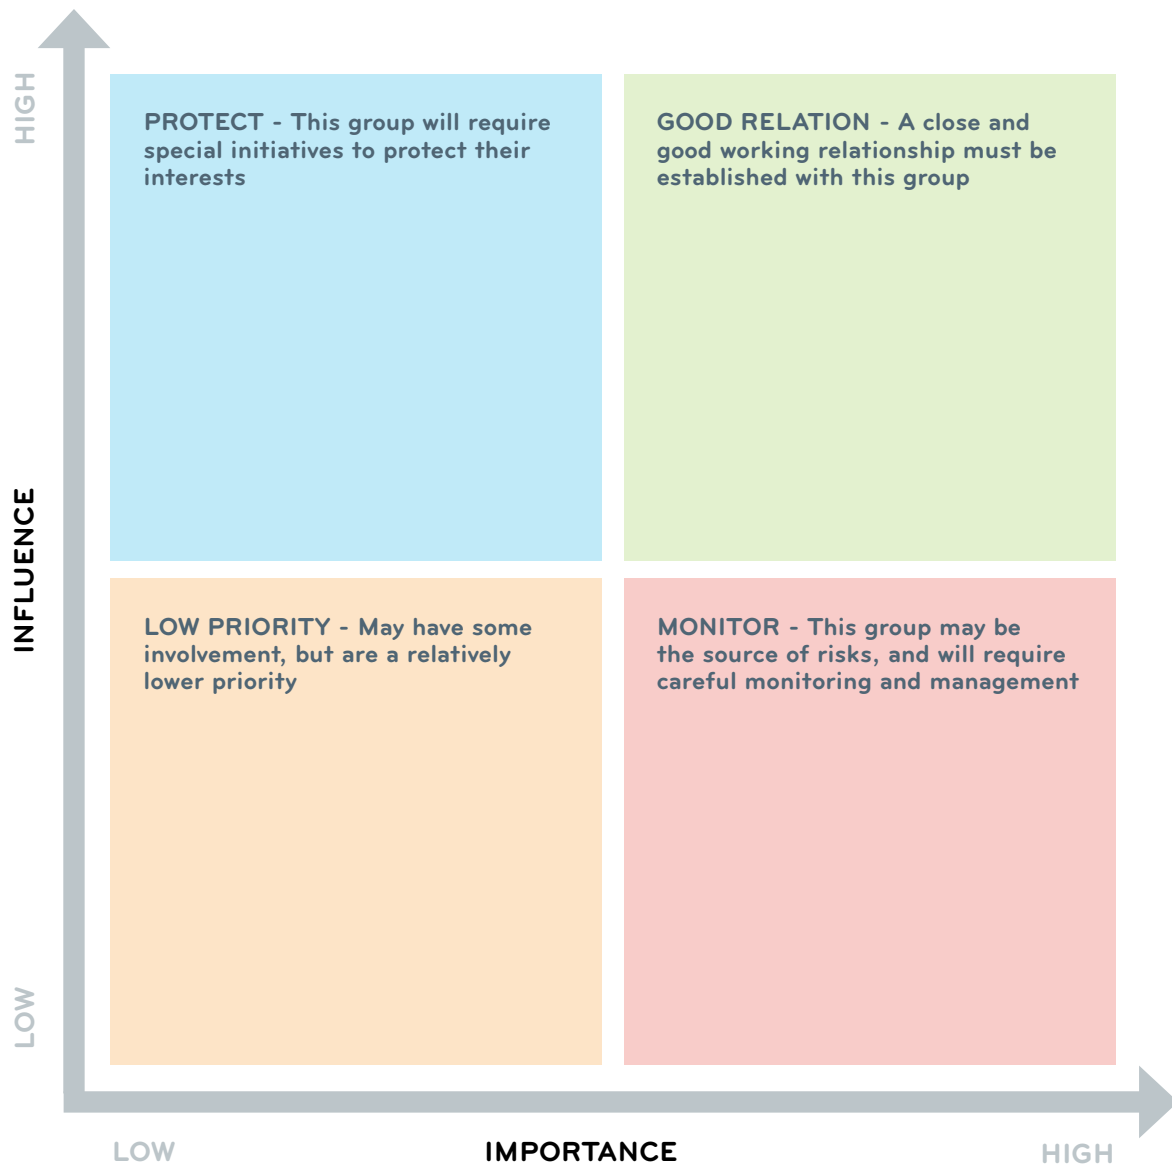 HIGH
PROTECT - This group will require
special initiatives to protect their
interests
GOOD RELATION - A close and
good working relationship must be
established with this group
INFLUENCE
LOW PRIORITY - May have some
involvement, but are a relatively
lower priority
MONITOR - This group may be
the source of risks, and will require
careful monitoring and management
LOW
LOW
IMPORTANCE
HIGH